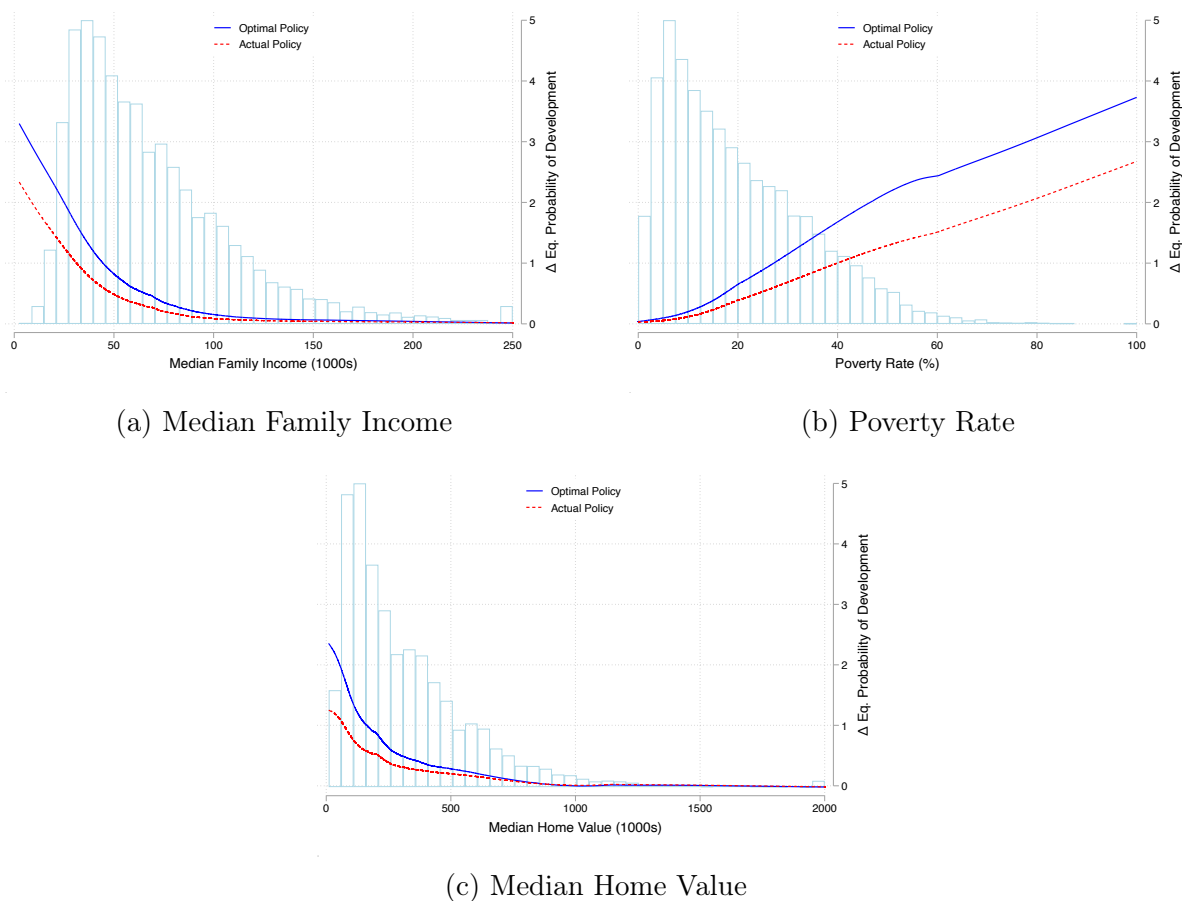 Optimal Policy
Actual Policy
5
4
3
2
1
0
Δ Eq. Probability of Development
0 50 100 150 200 250
Median Family Income (1000s)
(a) Median Family Income
Optimal Policy
Actual Policy
5
4
3
2
1
0
Δ Eq. Probability of Development
0 20 40 60 80 100
Poverty Rate (%)
(b) Poverty Rate
Optimal Policy
Actual Policy
5
4
3
2
1
0
Δ Eq. Probability of Development
0 500 1000 1500 2000
Median Home Value (1000s)
(c) Median Home Value